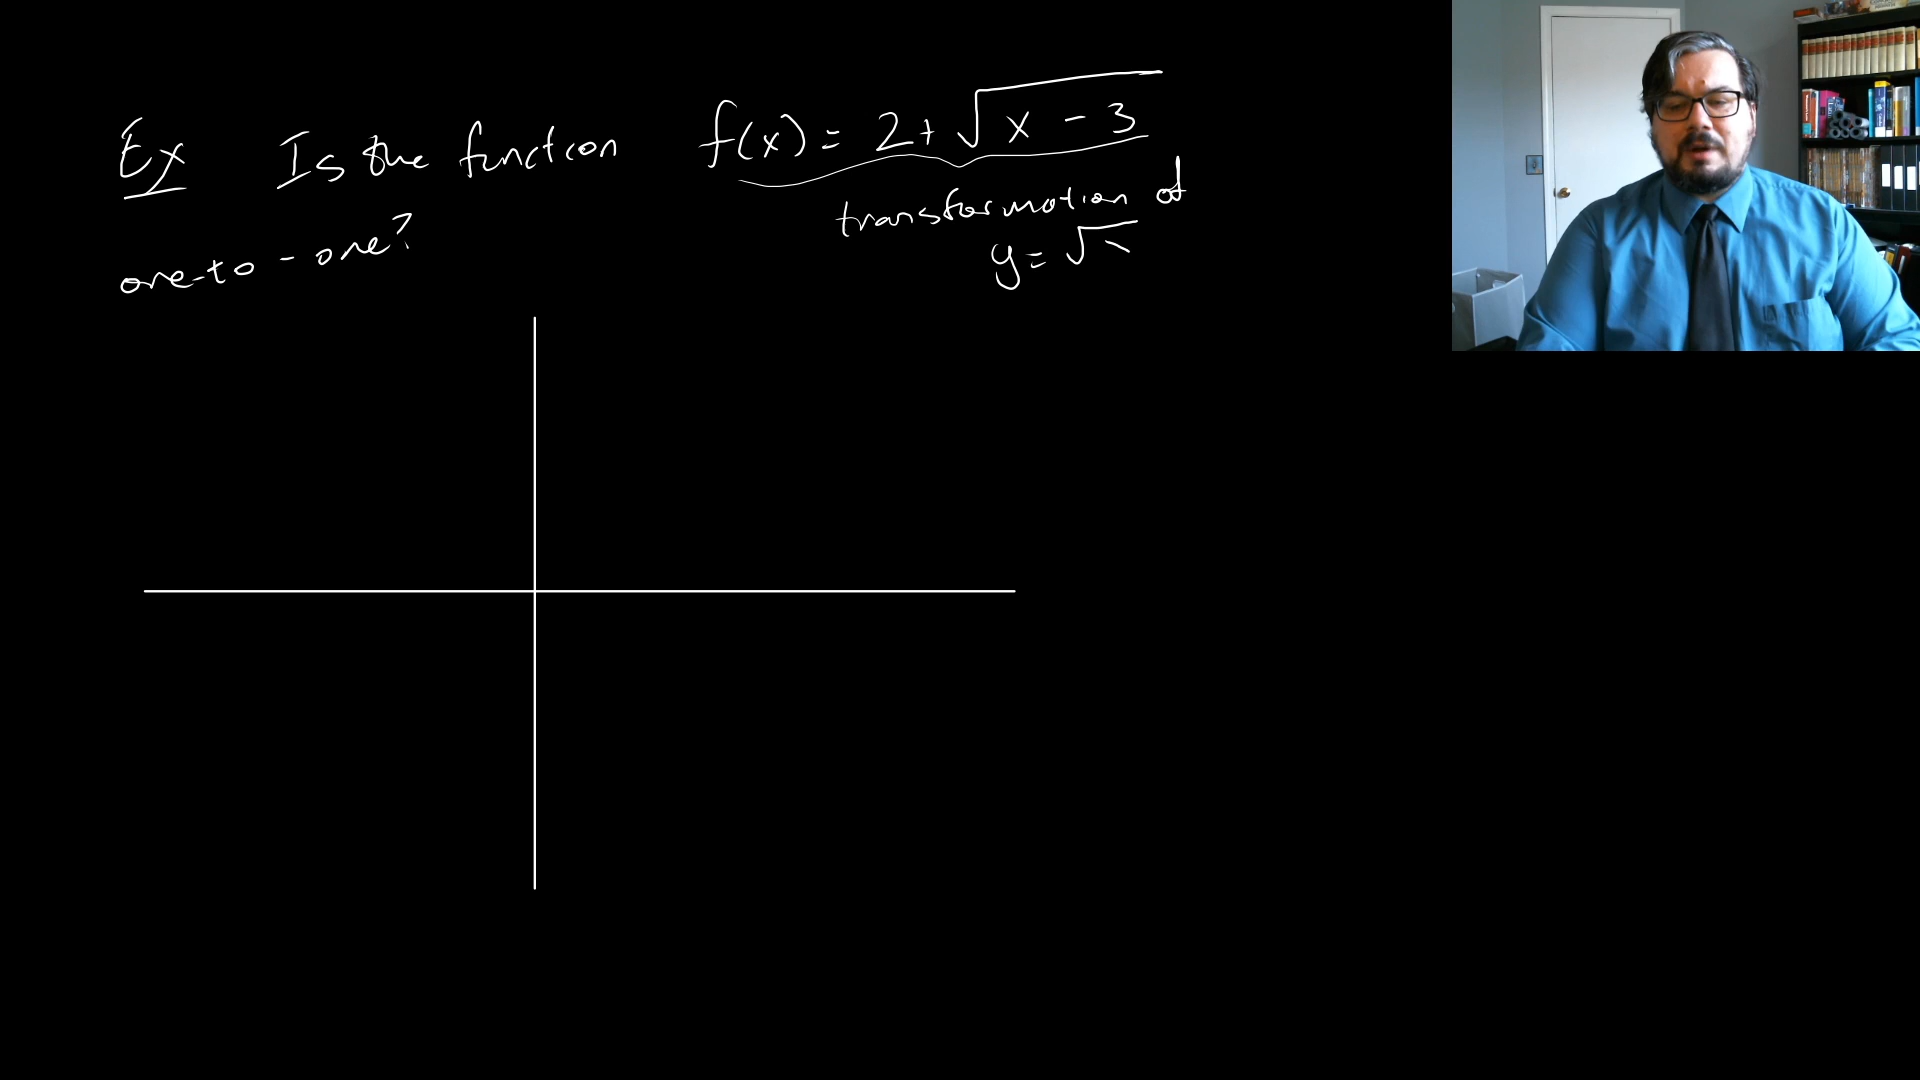 Ex Is the function f(x) = 2 + √x - 3
one-to-one?
transformation of
y = √x